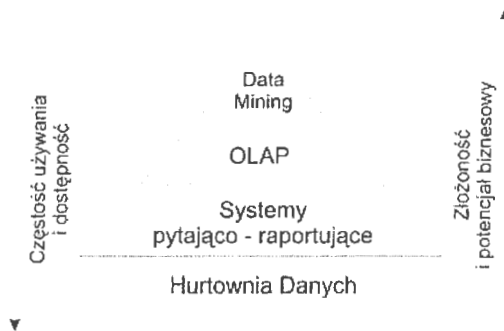 Data
Mining
OLAP
Systemy
pytająco - raportujące
Hurtownia Danych
Częstość używania
i dostępność
Złożoność
i potencjał biznesowy